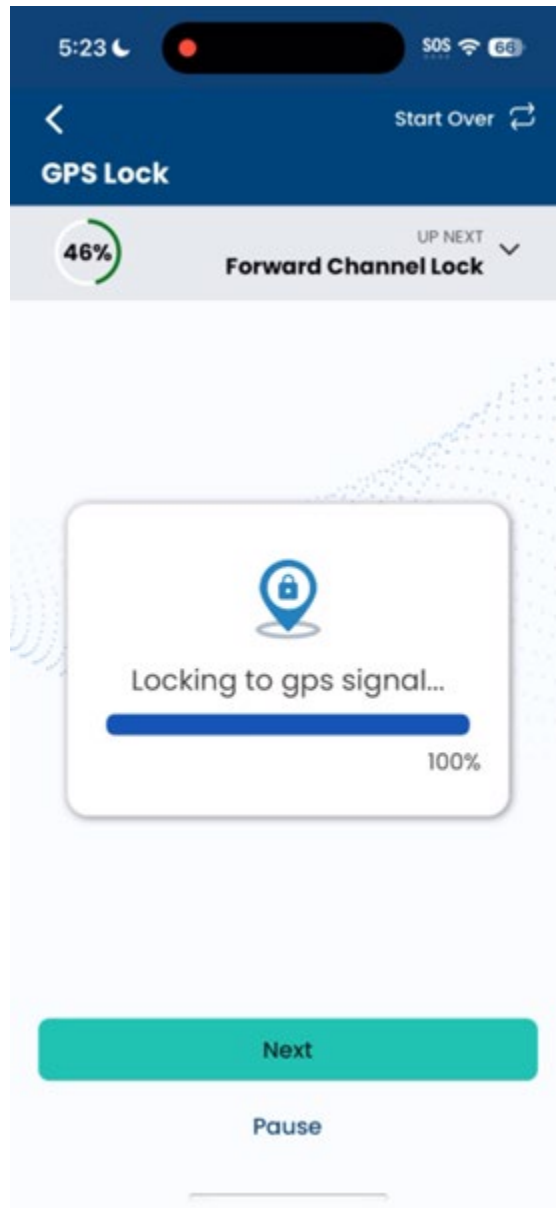 5:23
SOS 66
Start Over
GPS Lock
46%
UP NEXT
Forward Channel Lock
Locking to gps signal...
100%
Next
Pause